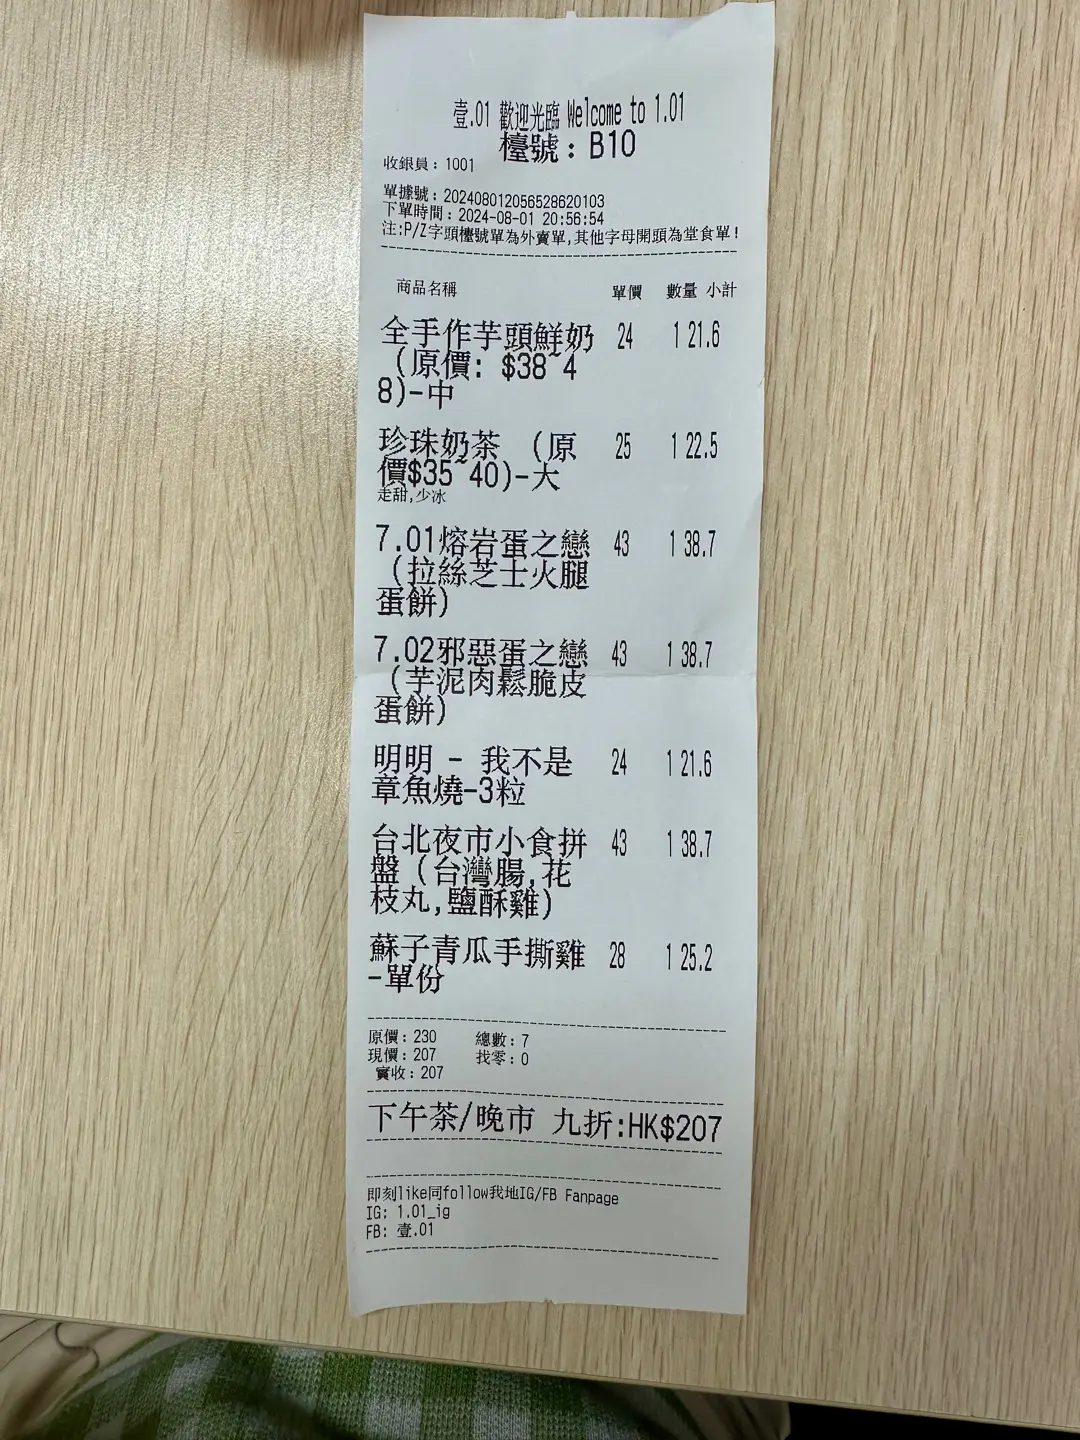 壹.01 歡迎光臨 Welcome to 1.01
檯號：B10
收銀員：1001
單據號：202408012056528620103
下單時間：2024-08-01 20:56:54
注:P/Z字頭檯號單為外賣單,其他字母開頭為堂食單!
商品名稱 單價 數量 小計
全手作芋頭鮮奶 24 1 21.6
（原價: $38~4
8)-中
珍珠奶茶 （原 25 1 22.5
價$35~40)-大
走甜,少冰
7.01熔岩蛋之戀 43 1 38.7
（拉絲芝士火腿
蛋餅)
7.02邪惡蛋之戀 43 1 38.7
（芋泥肉鬆脆皮
蛋餅)
明明 - 我不是 24 1 21.6
章魚燒-3粒
台北夜市小食拼 43 1 38.7
盤（台灣腸,花
枝丸,鹽酥雞)
蘇子青瓜手撕雞 28 1 25.2
-單份
原價：230 總數：7
現價：207 找零：0
實收：207
下午茶/晚市 九折:HK$207
即刻like同follow我地IG/FB Fanpage
IG: 1.01_ig
FB: 壹.01